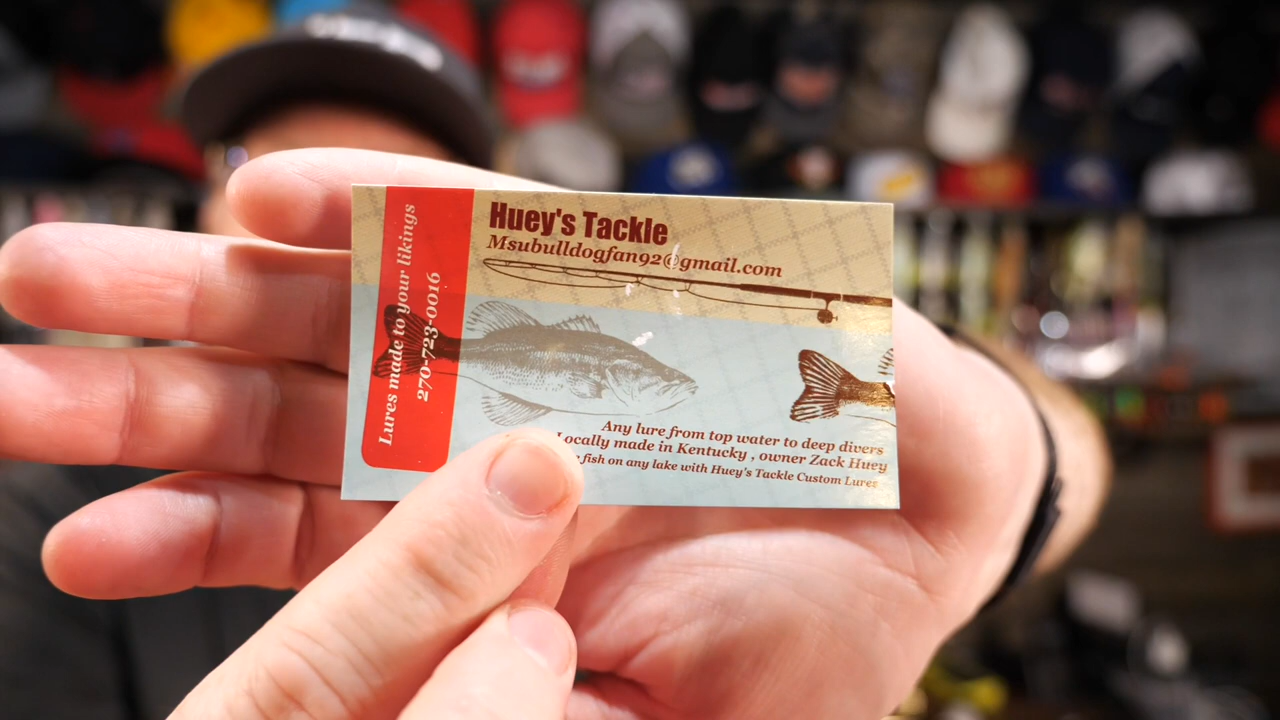 Huey's Tackle
Msubulldogfan92@gmail.com
Lures made to your likings
270-723-0016
Any lure from top water to deep divers
Locally made in Kentucky , owner Zack Huey
fish on any lake with Huey's Tackle Custom Lures